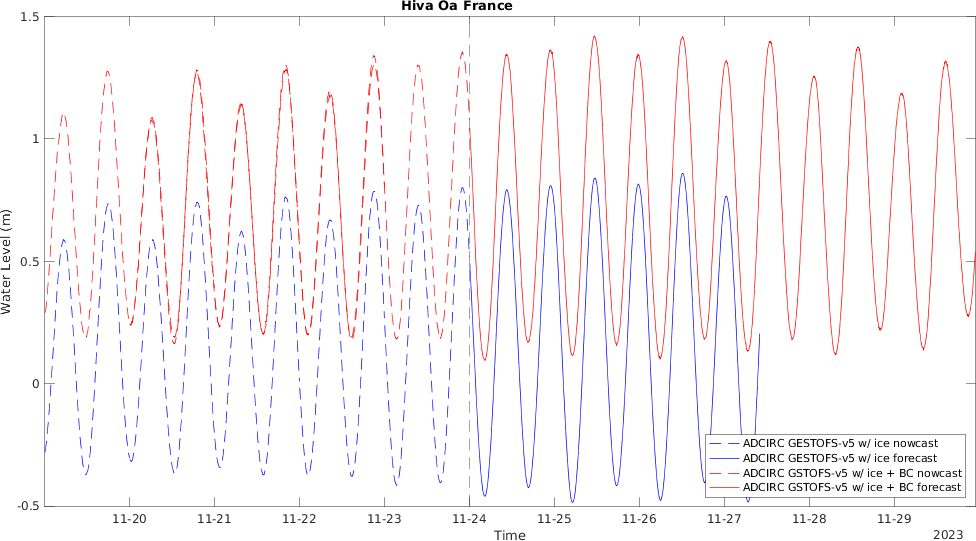 Hiva Oa France
1.5
1
0.5
0
-0.5
Water Level (m)
ADCIRC GESTOFS-v5 w/ ice nowcast
ADCIRC GESTOFS-v5 w/ ice forecast
ADCIRC GSTOFS-v5 w/ ice + BC nowcast
ADCIRC GSTOFS-v5 w/ ice + BC forecast
11-20 11-21 11-22 11-23 11-24 11-25 11-26 11-27 11-28 11-29
Time
2023